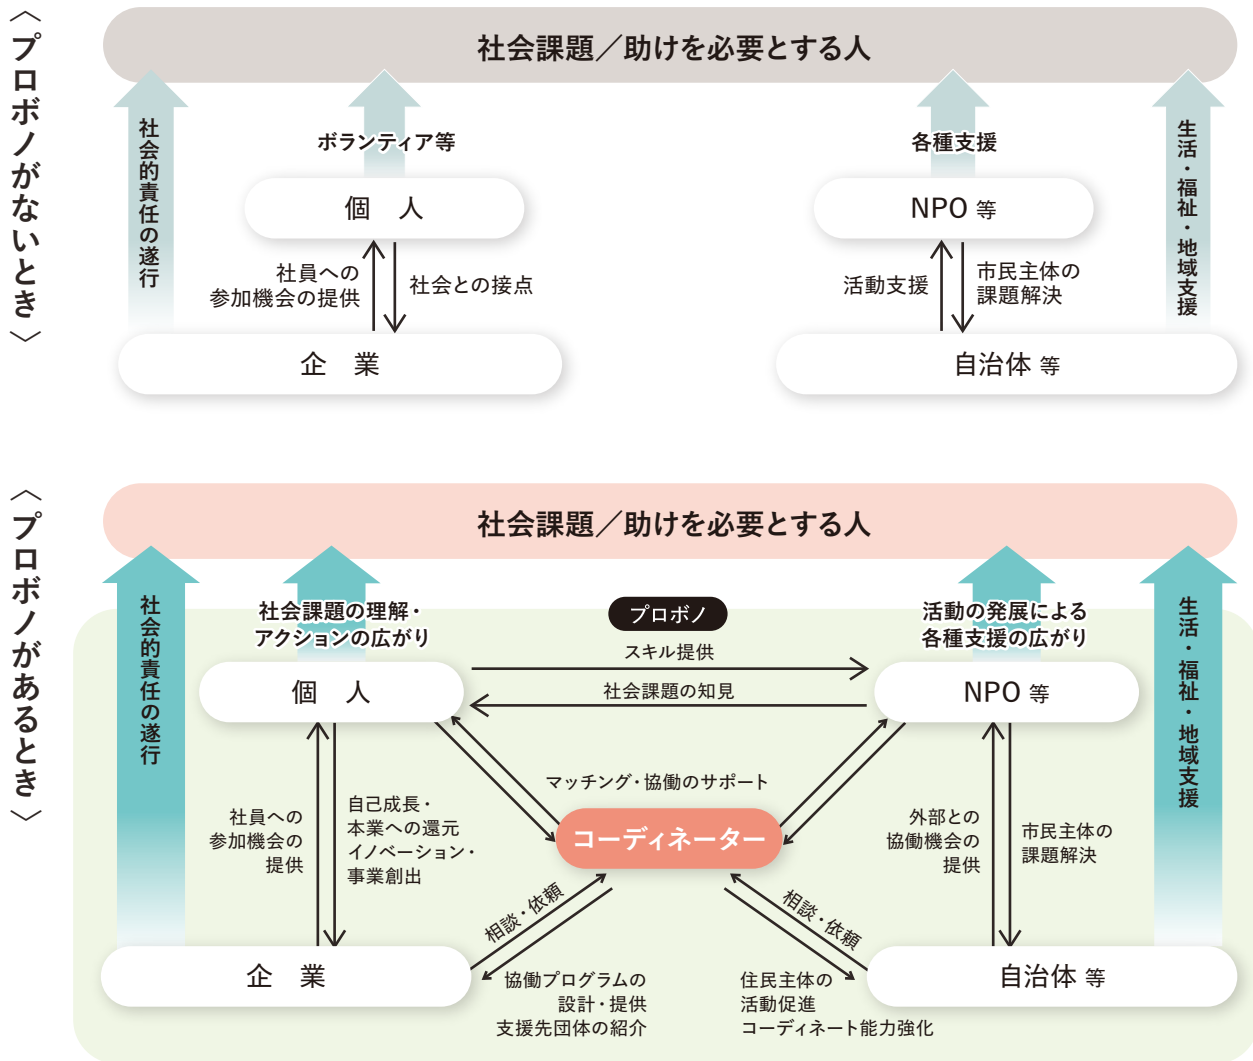 〈プロボノがないとき〉
社会課題／助けを必要とする人
社会的責任の遂行
ボランティア等
各種支援
生活・福祉・地域支援
個　人
NPO 等
社員への
参加機会の提供
社会との接点
活動支援
市民主体の
課題解決
企　業
自治体 等
〈プロボノがあるとき〉
社会課題／助けを必要とする人
社会的責任の遂行
社会課題の理解・
アクションの広がり
プロボノ
活動の発展による
各種支援の広がり
生活・福祉・地域支援
スキル提供
個　人
社会課題の知見
NPO 等
マッチング・協働のサポート
コーディネーター
社員への
参加機会の
提供
自己成長・
本業への還元
イノベーション・
事業創出
外部との
協働機会の
提供
市民主体の
課題解決
相談・依頼
相談・依頼
企　業
自治体 等
協働プログラムの
設計・提供
支援先団体の紹介
住民主体の
活動促進
コーディネート能力強化